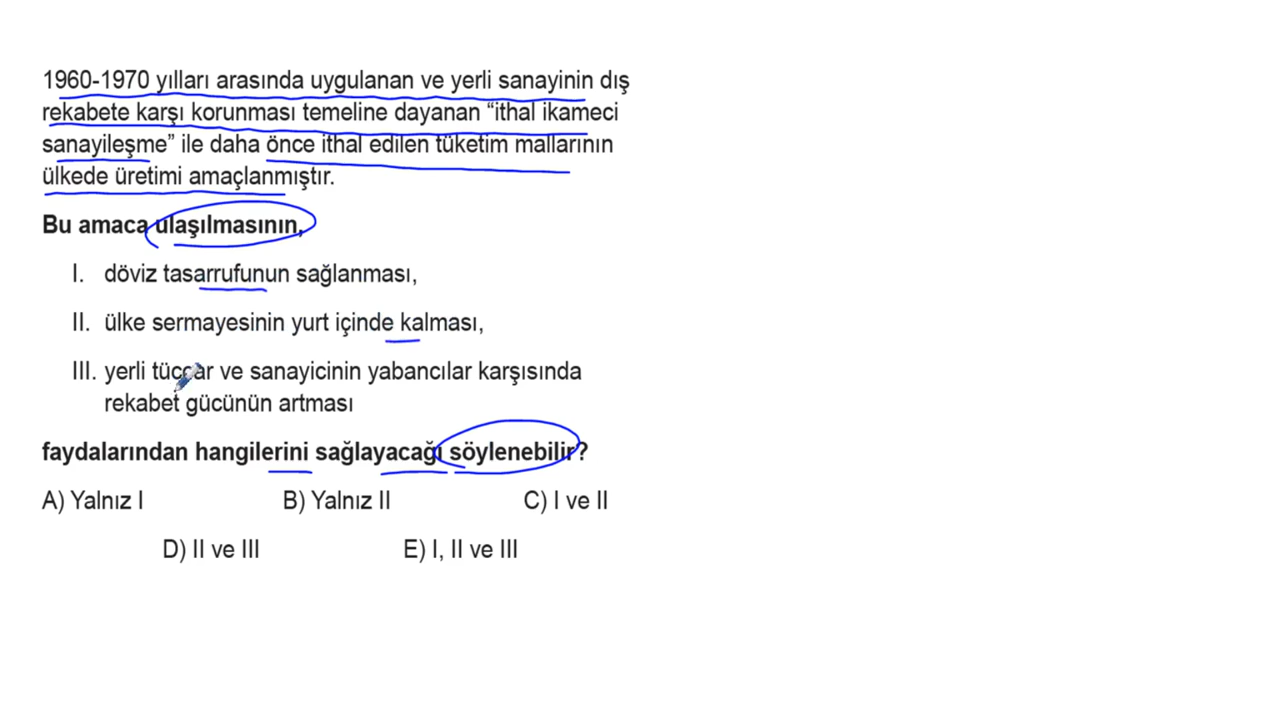 1960-1970 yılları arasında uygulanan ve yerli sanayinin dış
rekabete karşı korunması temeline dayanan “ithal ikameci
sanayileşme” ile daha önce ithal edilen tüketim mallarının
ülkede üretimi amaçlanmıştır.
Bu amaca ulaşılmasının,
I. döviz tasarrufunun sağlanması,
II. ülke sermayesinin yurt içinde kalması,
III. yerli tüccar ve sanayicinin yabancılar karşısında
rekabet gücünün artması
faydalarından hangilerini sağlayacağı söylenebilir?
A) Yalnız I B) Yalnız II C) I ve II
D) II ve III E) I, II ve III